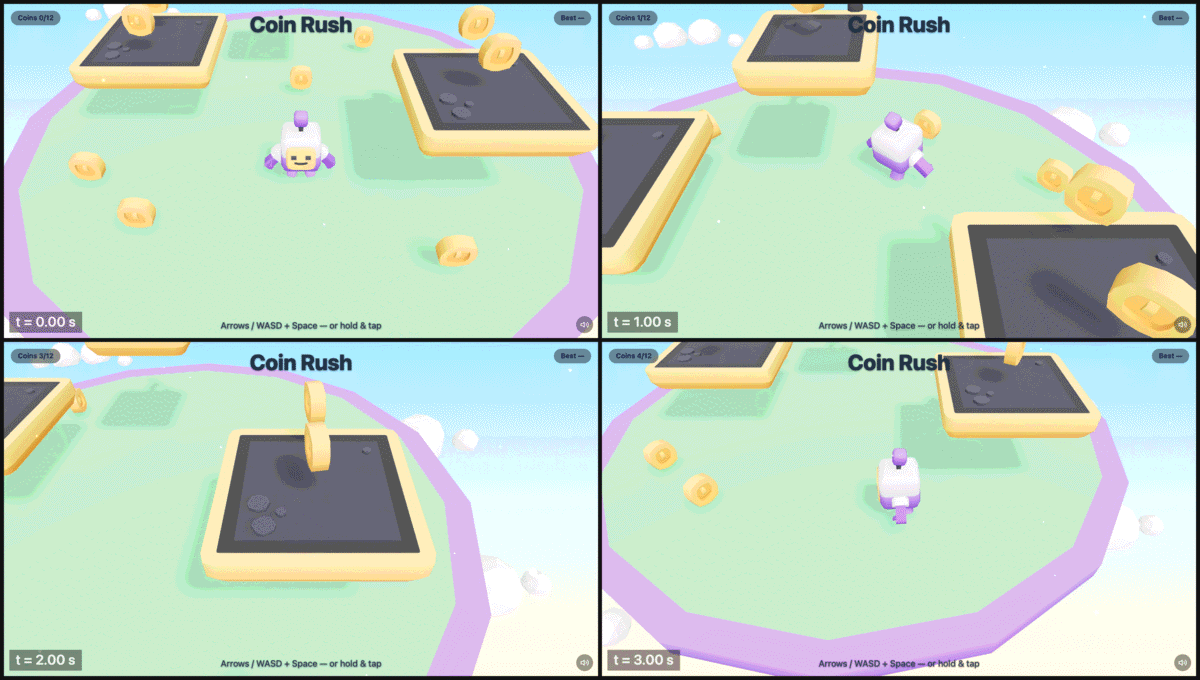 Coins 0/12
Coin Rush
Best —
t = 0.00 s
Arrows / WASD + Space — or hold & tap
Coins 1/12
Coin Rush
Best —
t = 1.00 s
Arrows / WASD + Space — or hold & tap
Coins 3/12
Coin Rush
Best —
t = 2.00 s
Arrows / WASD + Space — or hold & tap
Coins 4/12
Coin Rush
Best —
t = 3.00 s
Arrows / WASD + Space — or hold & tap